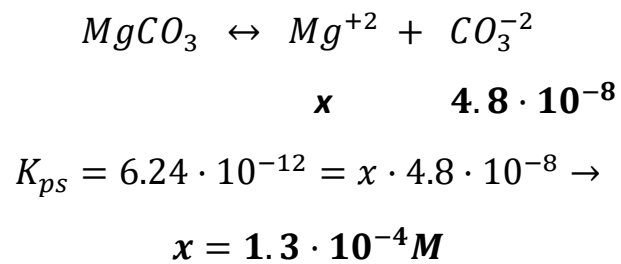 MgCO₃ ↔ Mg⁺² + CO₃⁻²
x 4.8 · 10⁻⁸
Kₚₛ = 6.24 · 10⁻¹² = x · 4.8 · 10⁻⁸ →
x = 1.3 · 10⁻⁴M